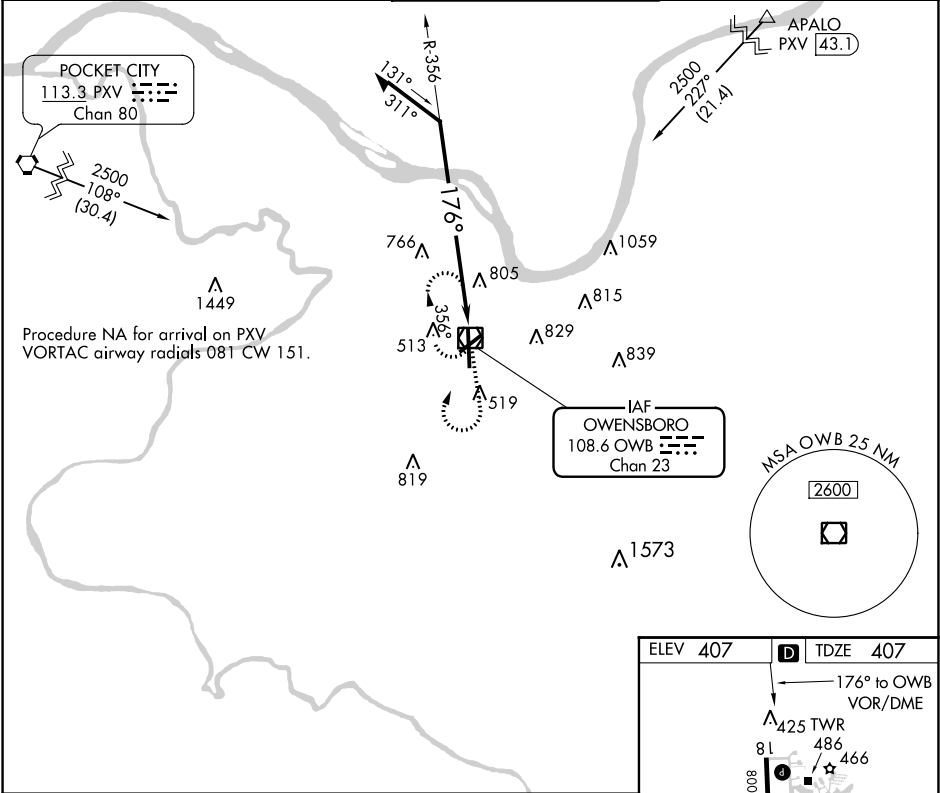 POCKET CITY
113.3 PXV
Chan 80
2500
108°
(30.4)
R-356
131°
311°
176°
APALO
PXV 43.1
2500
227°
(21.4)
766
805
1059
1449
815
356°
513
829
839
Procedure NA for arrival on PXV
VORTAC airway radials 081 CW 151.
519
IAF
OWENSBORO
108.6 OWB
Chan 23
819
MSA OWB 25 NM
2600
1573
ELEV 407
D
TDZE 407
176° to OWB
VOR/DME
425 TWR
18
486
466
P
800